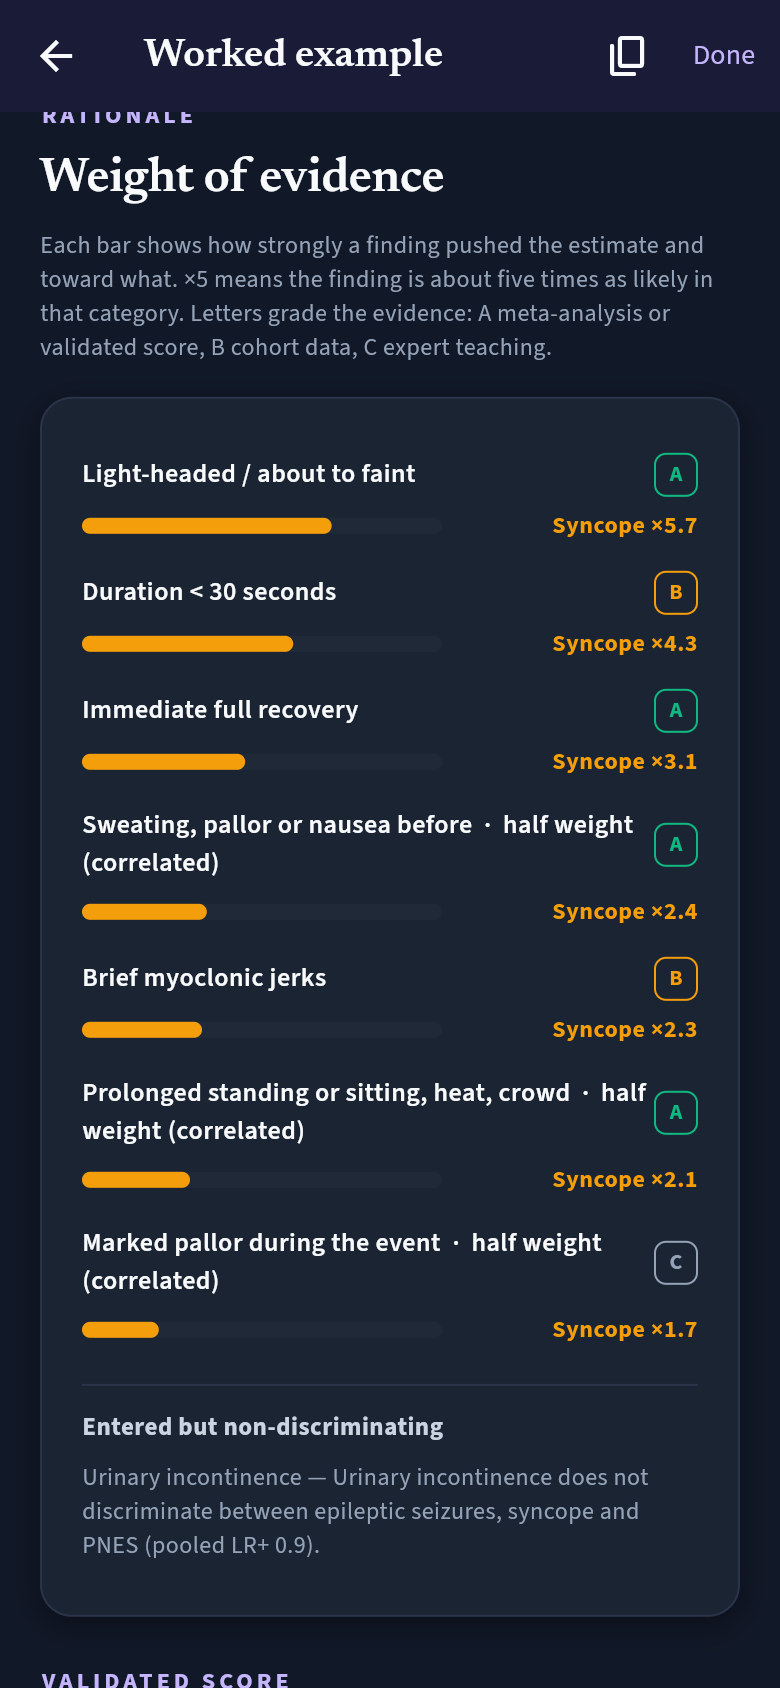 Worked example
Done
RATIONALE
Weight of evidence
Each bar shows how strongly a finding pushed the estimate and
toward what. ×5 means the finding is about five times as likely in
that category. Letters grade the evidence: A meta-analysis or
validated score, B cohort data, C expert teaching.
Light-headed / about to faint
A
Syncope ×5.7
Duration < 30 seconds
B
Syncope ×4.3
Immediate full recovery
A
Syncope ×3.1
Sweating, pallor or nausea before · half weight
(correlated)
A
Syncope ×2.4
Brief myoclonic jerks
B
Syncope ×2.3
Prolonged standing or sitting, heat, crowd · half
weight (correlated)
A
Syncope ×2.1
Marked pallor during the event · half weight
(correlated)
C
Syncope ×1.7
Entered but non-discriminating
Urinary incontinence — Urinary incontinence does not
discriminate between epileptic seizures, syncope and
PNES (pooled LR+ 0.9).
VALIDATED SCORE